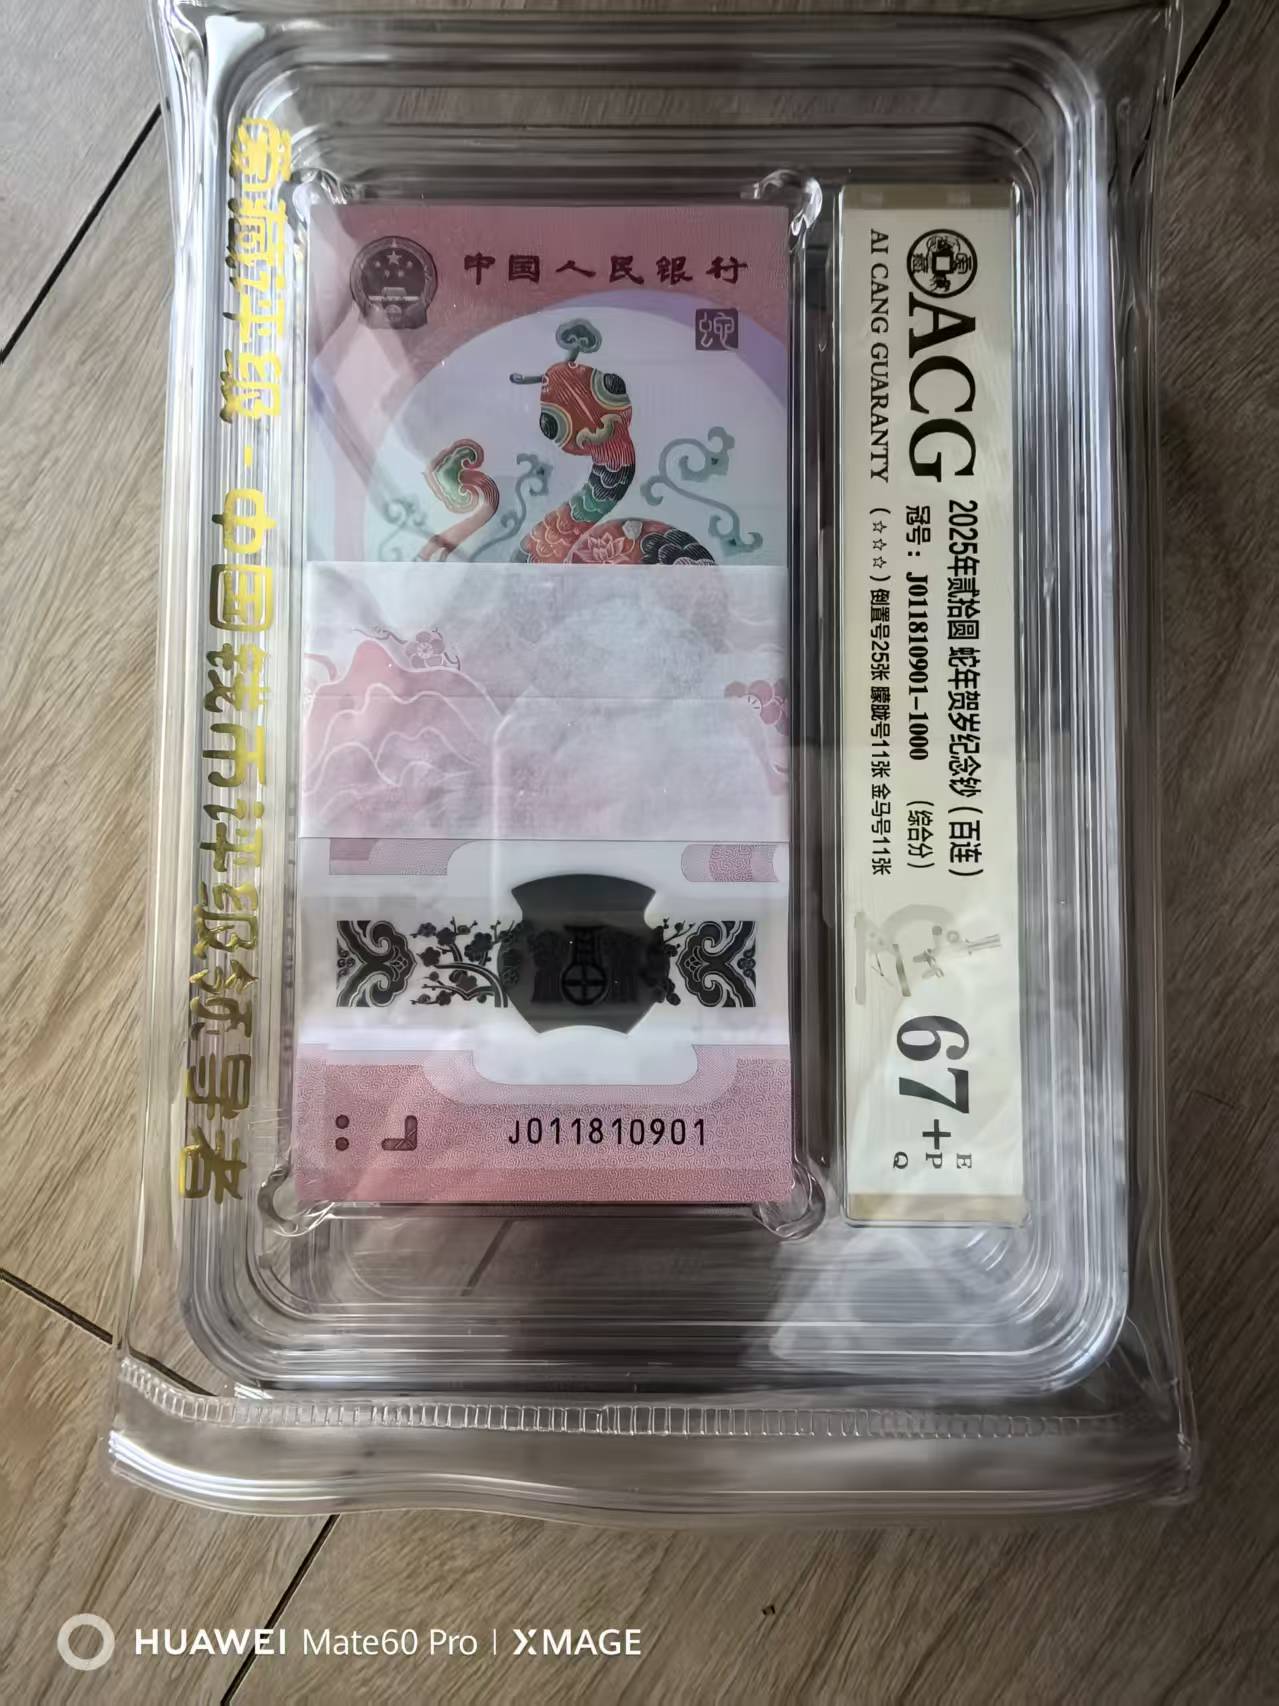 爱藏评级-中国钱币评级领导者
中国人民银行
蛇
J011810901
ACG
AI CANG GUARANTY
2025年贰拾圆 蛇年贺岁纪念钞（百连）
冠号：J011810901-1000 （综合分）
（☆☆☆）倒置号25张 朦胧号11张 金马号11张
67+
E
P
Q
HUAWEI Mate60 Pro | XMAGE